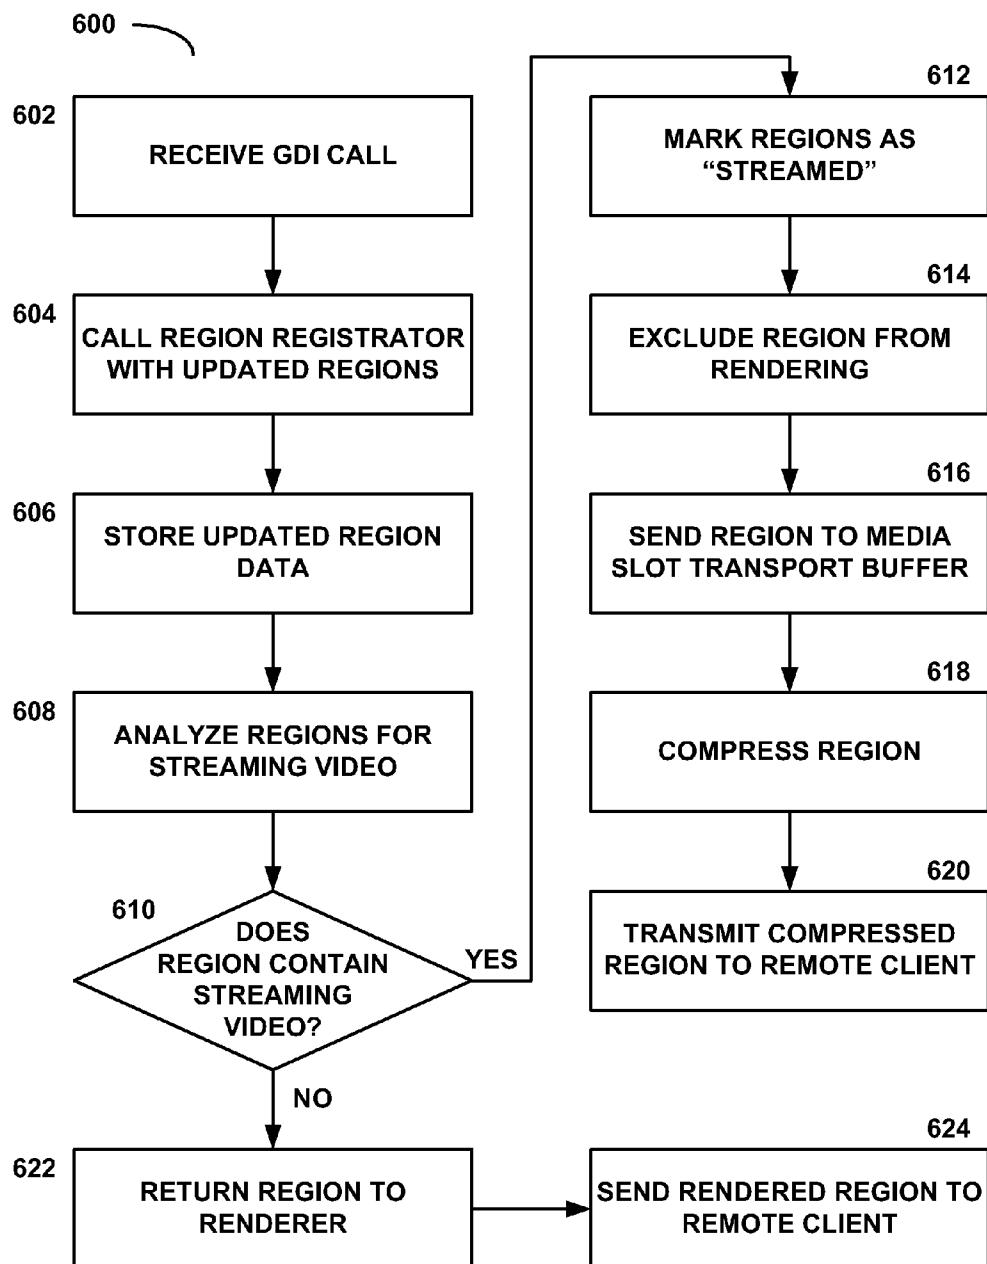 600
602
RECEIVE GDI CALL
604
CALL REGION REGISTRATOR
WITH UPDATED REGIONS
606
STORE UPDATED REGION
DATA
608
ANALYZE REGIONS FOR
STREAMING VIDEO
610
DOES
REGION CONTAIN
STREAMING
VIDEO?
YES
NO
612
MARK REGIONS AS
“STREAMED”
614
EXCLUDE REGION FROM
RENDERING
616
SEND REGION TO MEDIA
SLOT TRANSPORT BUFFER
618
COMPRESS REGION
620
TRANSMIT COMPRESSED
REGION TO REMOTE CLIENT
622
RETURN REGION TO
RENDERER
624
SEND RENDERED REGION TO
REMOTE CLIENT